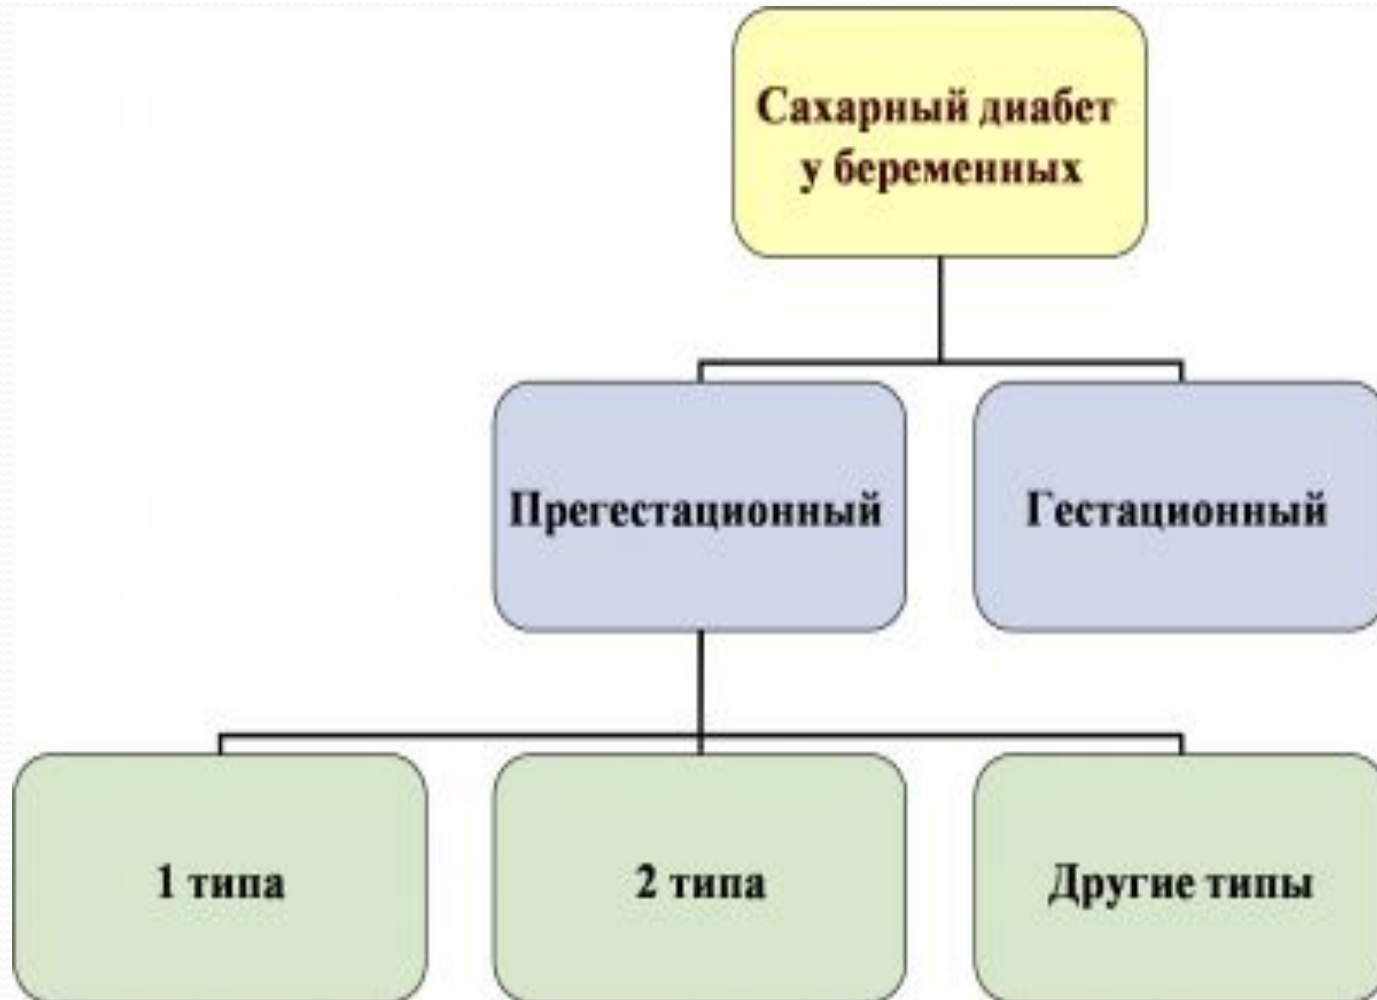 Сахарный диабет
у беременных
Прегестационный
Гестационный
1 типа
2 типа
Другие типы